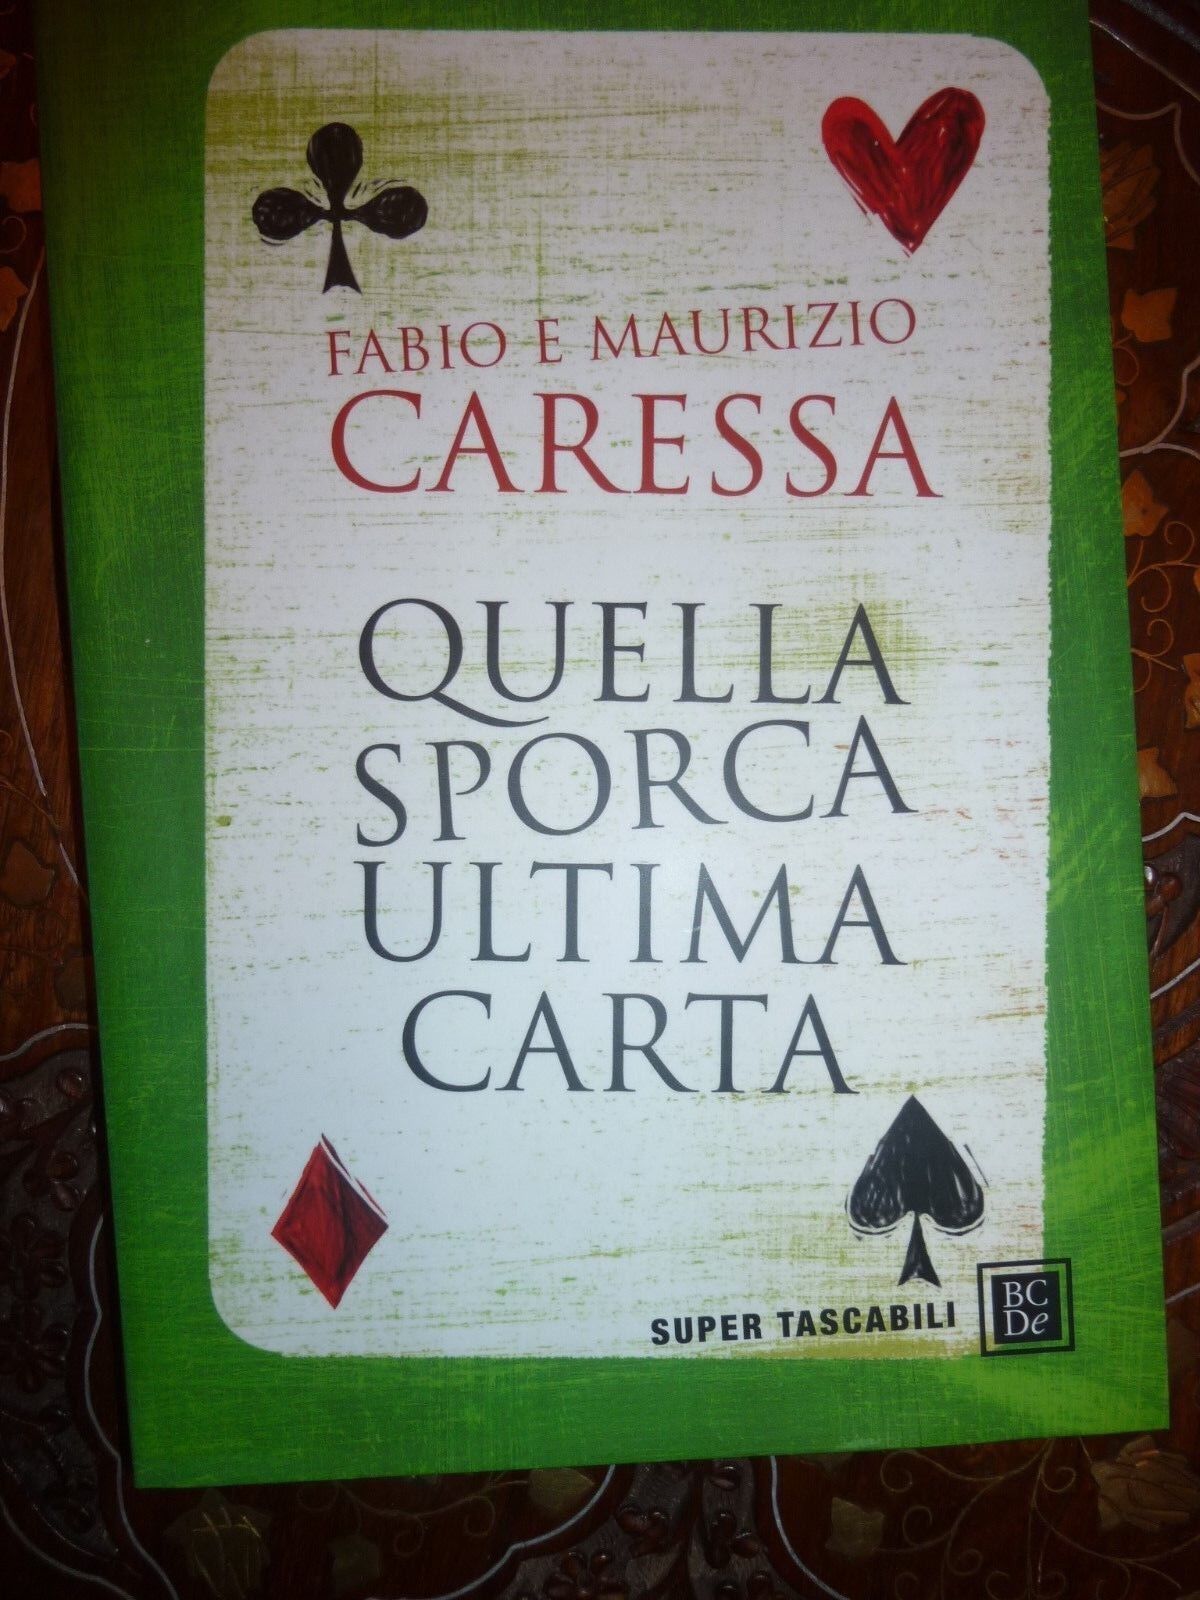 FABIO E MAURIZIO
CARESSA
QUELLA
SPORCA
ULTIMA
CARTA
SUPER TASCABILI
BC
De